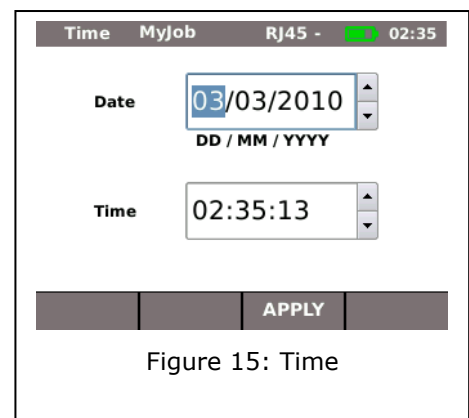 Time MyJob RJ45 - 02:35
Date 03/03/2010
DD / MM / YYYY
Time 02:35:13
APPLY
Figure 15: Time